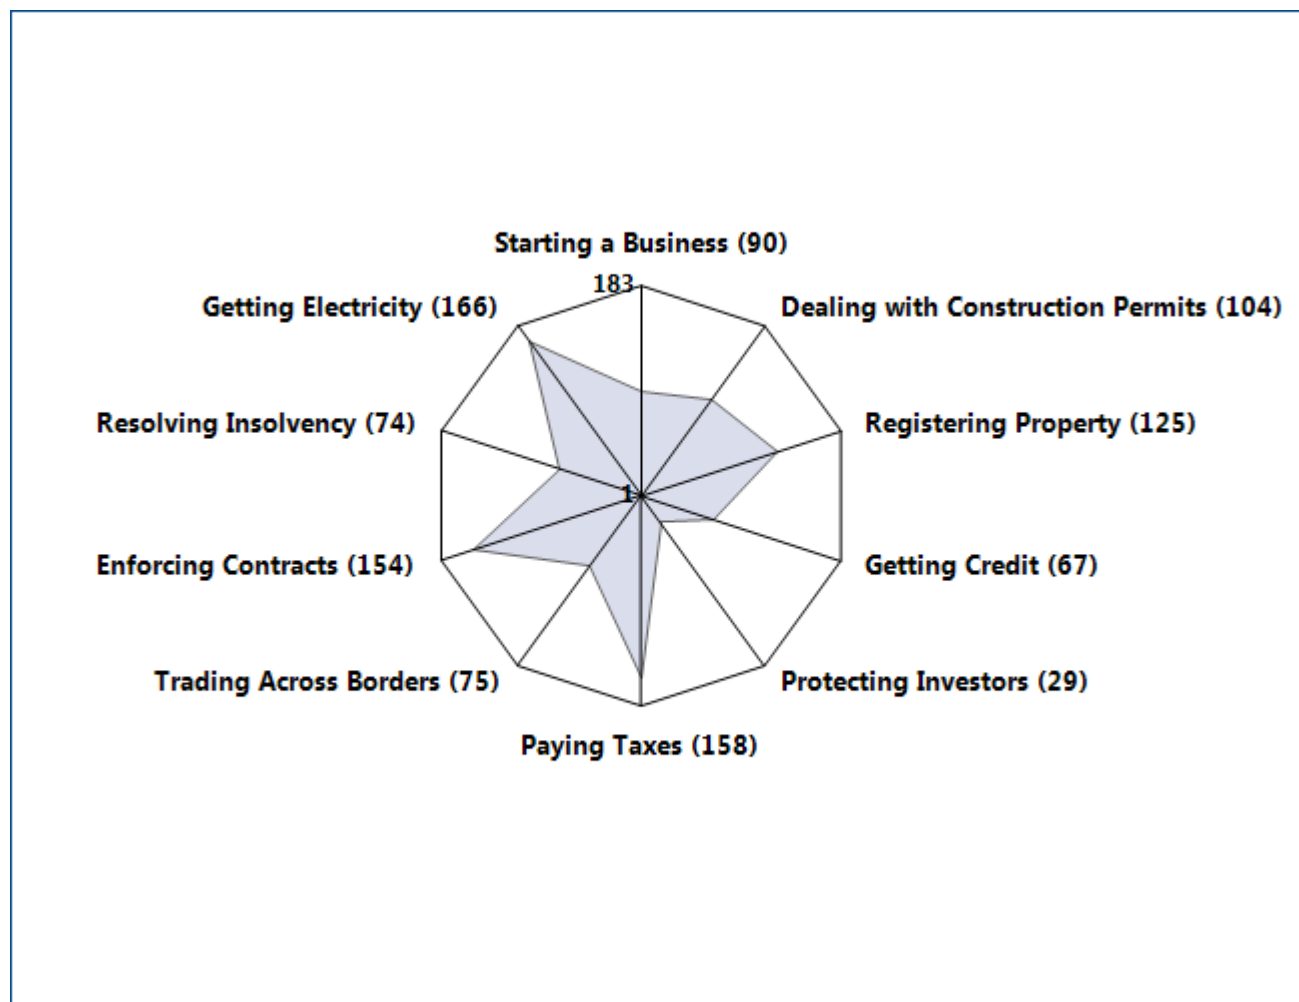 Starting a Business (90)
183
Getting Electricity (166)
Dealing with Construction Permits (104)
Resolving Insolvency (74)
Registering Property (125)
1
Enforcing Contracts (154)
Getting Credit (67)
Trading Across Borders (75)
Protecting Investors (29)
Paying Taxes (158)